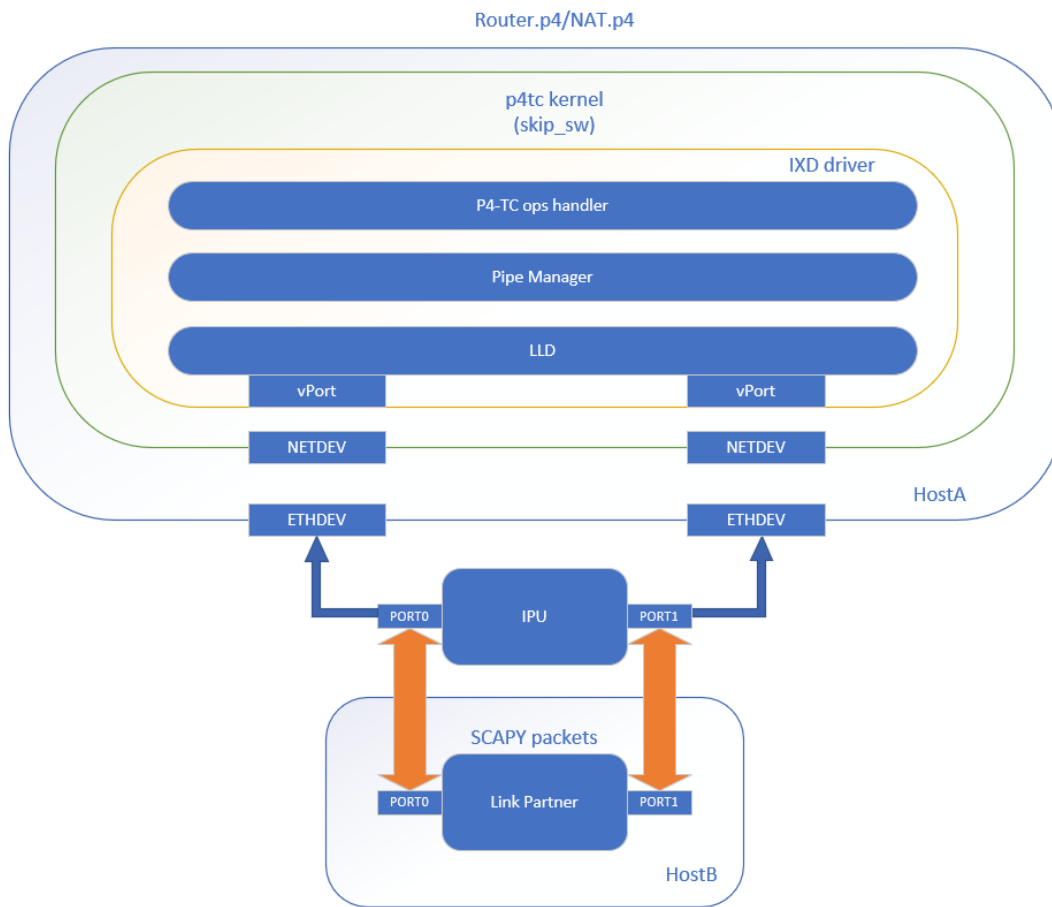 Router.p4/NAT.p4
p4tc kernel
(skip_sw)
IXD driver
P4-TC ops handler
Pipe Manager
LLD
vPort
vPort
NETDEV
NETDEV
HostA
ETHDEV
ETHDEV
PORT0
IPU
PORT1
SCAPY packets
PORT0
Link Partner
PORT1
HostB